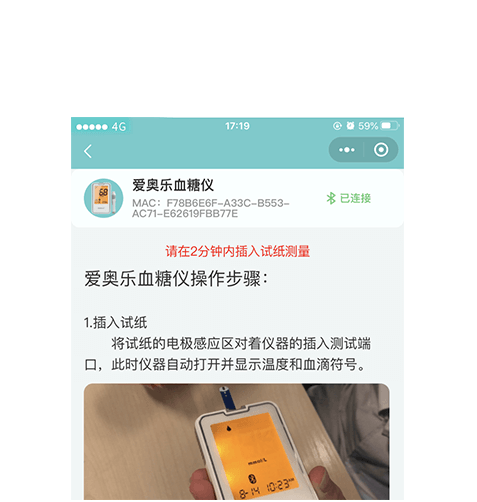 4G 17:19 59%
爱奥乐血糖仪
MAC：F78B6E6F-A33C-B553-
AC71-E62619FBB77E
已连接
请在2分钟内插入试纸测量
爱奥乐血糖仪操作步骤：
1.插入试纸
将试纸的电极感应区对着仪器的插入测试端
口，此时仪器自动打开并显示温度和血滴符号。
8-14 10:23